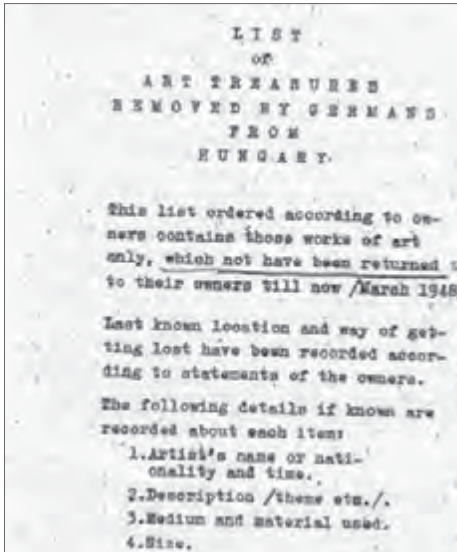 LIST
of
ART TREASURES
REMOVED BY GERMANS
FROM
HUNGARY.
This list ordered according to ow-
ners contains those works of art
only, which not have been returned
to their owners till now /March 1948
Last known location and way of get-
ting lost have been recorded accor-
ding to statements of the owners.
The following details if known are
recorded about each item:
1.Artist's name or nati-
onality and time.
2.Description /theme etc./.
3.Medium and material used.
4.Size.